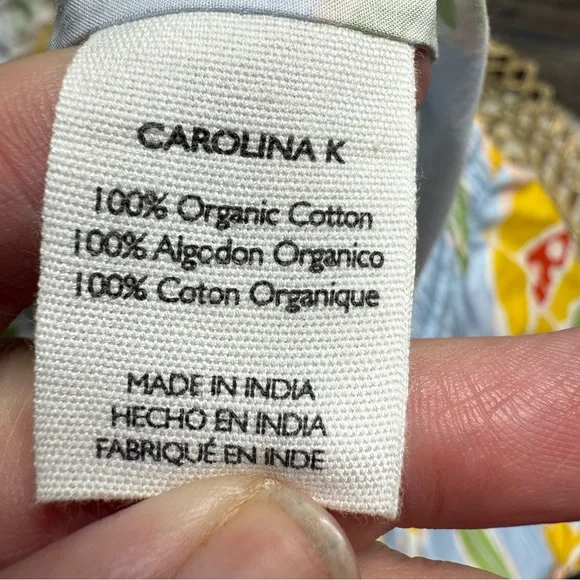 CAROLINA K
100% Organic Cotton
100% Algodon Organico
100% Coton Organique
MADE IN INDIA
HECHO EN INDIA
FABRIQUÉ EN INDE